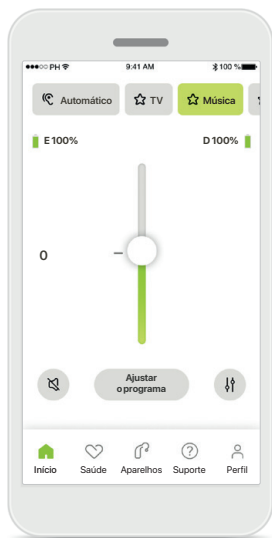 ●●●○○ PH 9:41 AM 100 %
Automático TV Música
E 100% D 100%
0
Ajustar
o programa
Início Saúde Aparelhos Suporte Perfil